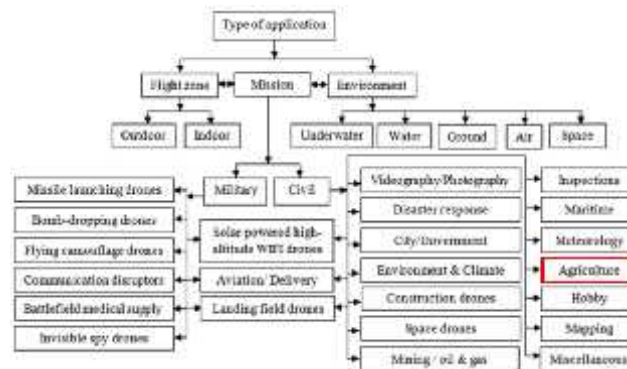 Type of application
Flight zone
Mission
Environment
Outdoor
Indoor
Underwater
Water
Ground
Air
Space
Military
Civil
Missile launching drones
Bomb-dropping drones
Flying camouflage drones
Communication disruptors
Battlefield medical supply
Invisible spy drones
Solar powered high-
altitude WIFI drones
Aviation/ Delivery
Landing field drones
Videography/Photography
Disaster response
Environment & Climate
Construction drones
Space drones
Mining / oil & gas
Inspections
Maritime
Meteorology
Agriculture
Hobby
Mapping
Miscellaneous